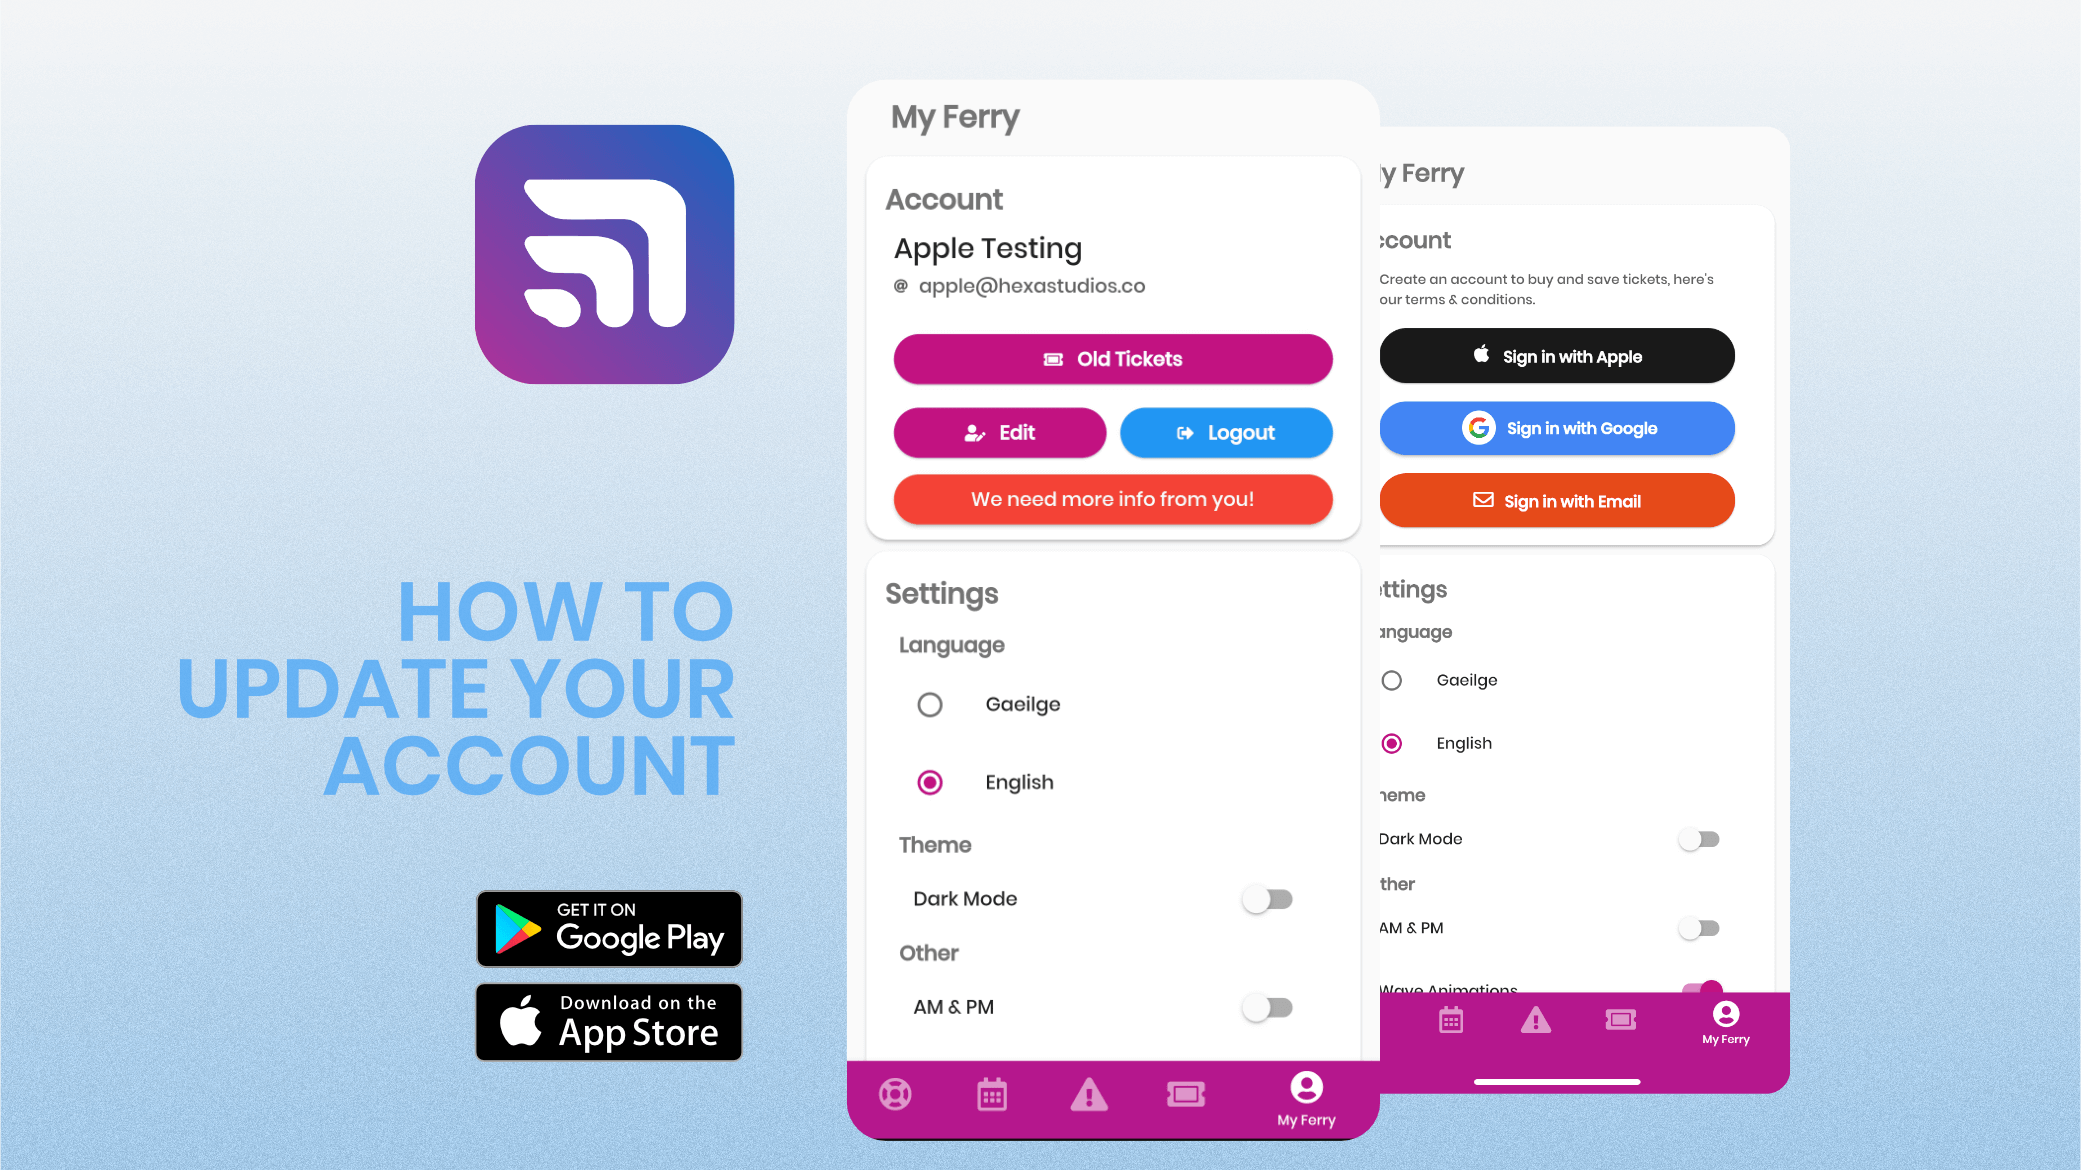 HOW TO
UPDATE YOUR
ACCOUNT
GET IT ON
Google Play
Download on the
App Store
My Ferry
Account
Apple Testing
@ apple@hexastudios.co
Old Tickets
Edit
Logout
We need more info from you!
Settings
Language
Gaeilge
English
Theme
Dark Mode
Other
AM & PM
My Ferry
y Ferry
ccount
Create an account to buy and save tickets, here's
our terms & conditions.
Sign in with Apple
G Sign in with Google
Sign in with Email
ttings
anguage
Gaeilge
English
heme
Dark Mode
ther
AM & PM
Wave Animations
My Ferry